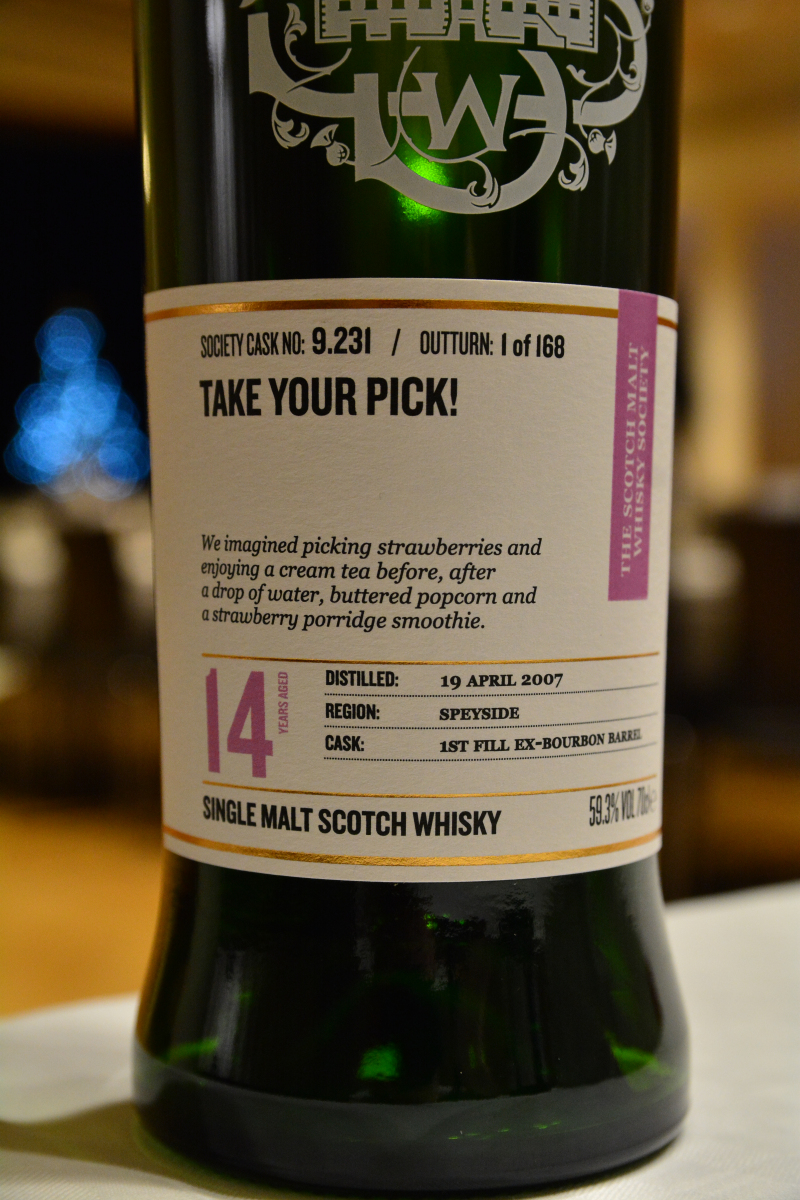 W
SOCIETY CASK NO: 9.231 / OUTTURN: 1 of 168
TAKE YOUR PICK!
THE SCOTCH MALT
WHISKY SOCIETY
We imagined picking strawberries and
enjoying a cream tea before, after
a drop of water, buttered popcorn and
a strawberry porridge smoothie.
14 YEARS AGED
DISTILLED: 19 APRIL 2007
REGION: SPEYSIDE
CASK: 1ST FILL EX-BOURBON BARREL
SINGLE MALT SCOTCH WHISKY
59.3% VOL 70cl e